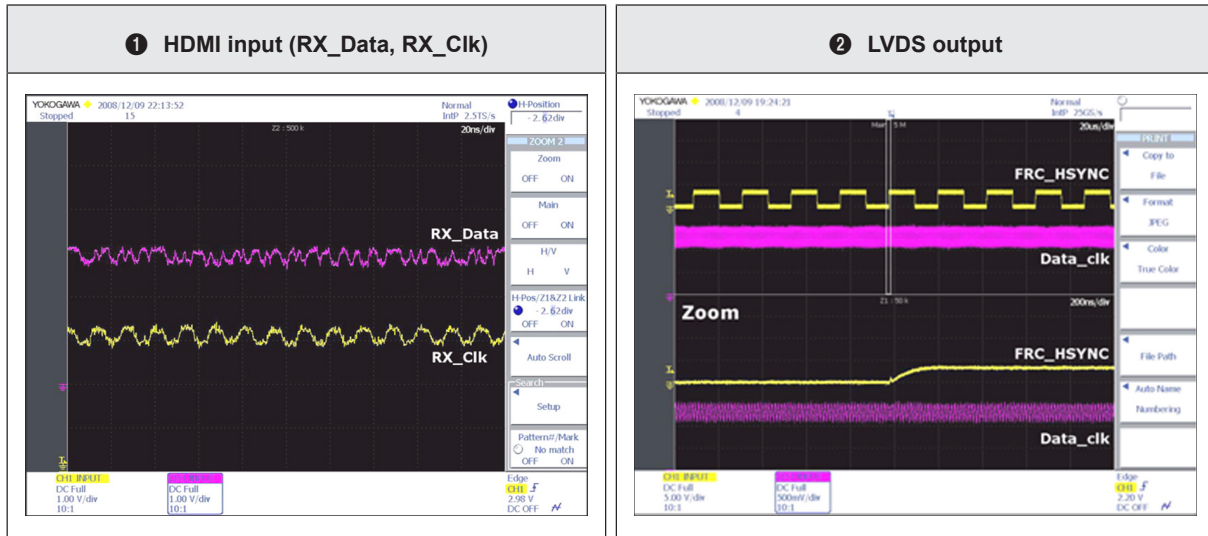 ❶ HDMI input (RX_Data, RX_Clk)
❷ LVDS output
YOKOGAWA 2008/12/09 22:13:52
Stopped 15
Normal
IntP 2.5TS/s
H-Position
- 2.62div
Z2 : 500 k
20ns/div
ZOOM 2
Zoom
OFF ON
Main
OFF ON
H/V
H V
H-Pos/Z1&Z2 Link
- 2.62div
OFF ON
Auto Scroll
Search
Setup
Pattern#/Mark
No match
OFF ON
RX_Data
RX_Clk
CH1 INPUT
DC Full
1.00 V/div
10:1
DC Full
1.00 V/div
10:1
Edge
CH1
2.98 V
DC OFF
YOKOGAWA 2008/12/09 19:24:21
Stopped 4
Normal
IntP 25GS/s
Main : 5 M
20us/div
PRINT
Copy to
File
Format
JPEG
Color
True Color
File Path
Auto Name
Numbering
FRC_HSYNC
Data_clk
Z1 : 50 k
200ns/div
Zoom
FRC_HSYNC
Data_clk
CH1 INPUT
DC Full
5.00 V/div
10:1
DC Full
500mV/div
10:1
Edge
CH1
2.20 V
DC OFF